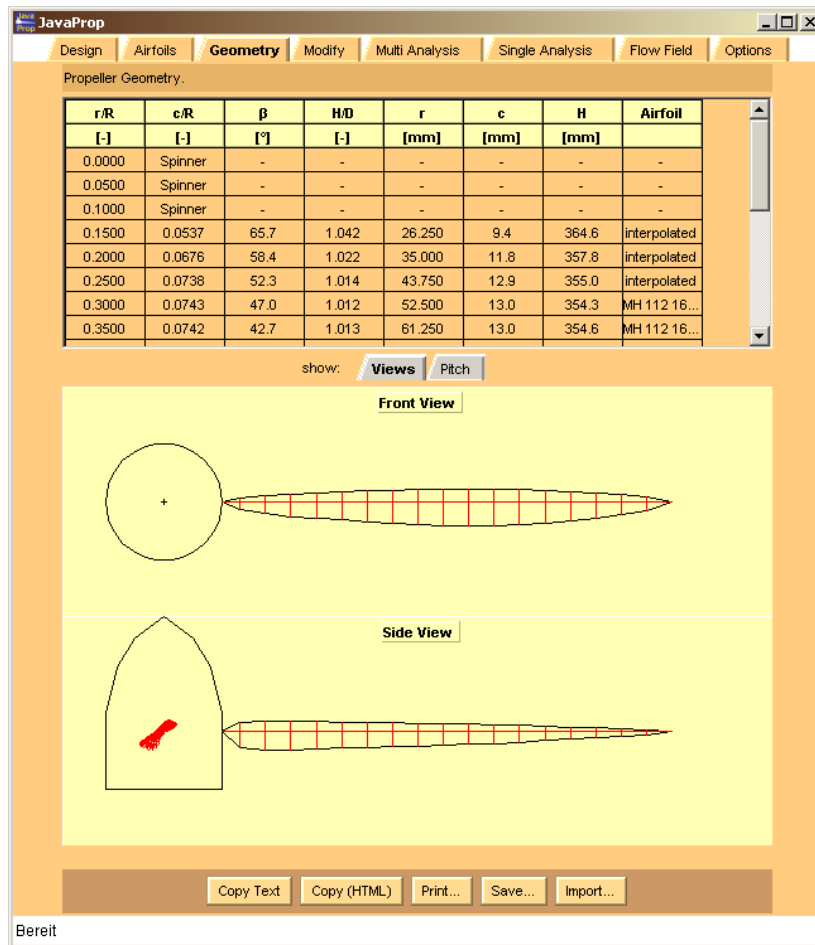 Java Prop JavaProp
Design Airfoils Geometry Modify Multi Analysis Single Analysis Flow Field Options
Propeller Geometry.
r/R c/R β H/D r c H Airfoil
[-] [-] [°] [-] [mm] [mm] [mm]
0.0000 Spinner - - - - - -
0.0500 Spinner - - - - - -
0.1000 Spinner - - - - - -
0.1500 0.0537 65.7 1.042 26.250 9.4 364.6 interpolated
0.2000 0.0676 58.4 1.022 35.000 11.8 357.8 interpolated
0.2500 0.0738 52.3 1.014 43.750 12.9 355.0 interpolated
0.3000 0.0743 47.0 1.012 52.500 13.0 354.3 MH 112 16...
0.3500 0.0742 42.7 1.013 61.250 13.0 354.6 MH 112 16...
show: Views Pitch
Front View
Side View
Copy Text Copy (HTML) Print... Save... Import...
Bereit